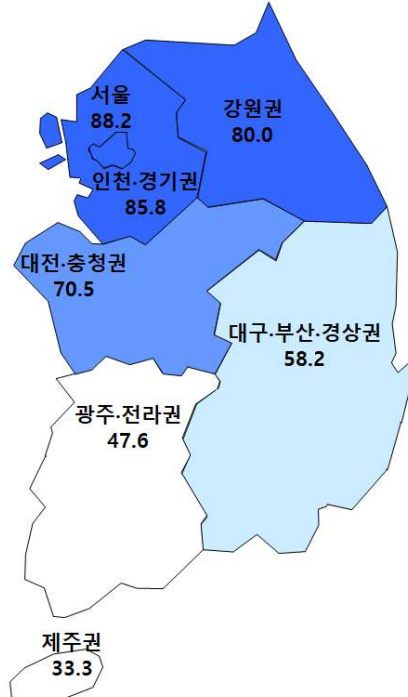 서울
88.2
강원권
80.0
인천·경기권
85.8
대전·충청권
70.5
대구·부산·경상권
58.2
광주·전라권
47.6
제주권
33.3